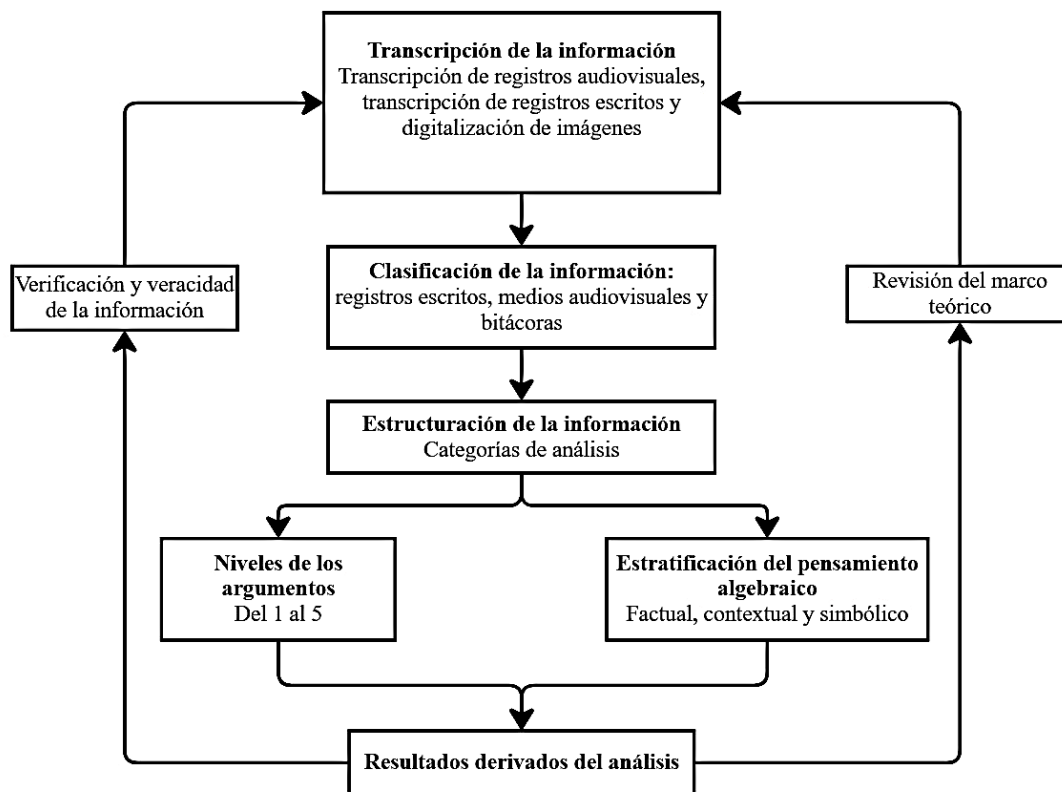 Transcripción de la información
Transcripción de registros audiovisuales,
transcripción de registros escritos y
digitalización de imágenes
Clasificación de la información:
registros escritos, medios audiovisuales y
bitácoras
Verificación y veracidad
de la información
Revisión del marco
teórico
Estructuración de la información
Categorías de análisis
Niveles de los
argumentos
Del 1 al 5
Estratificación del pensamiento
algebraico
Factual, contextual y simbólico
Resultados derivados del análisis